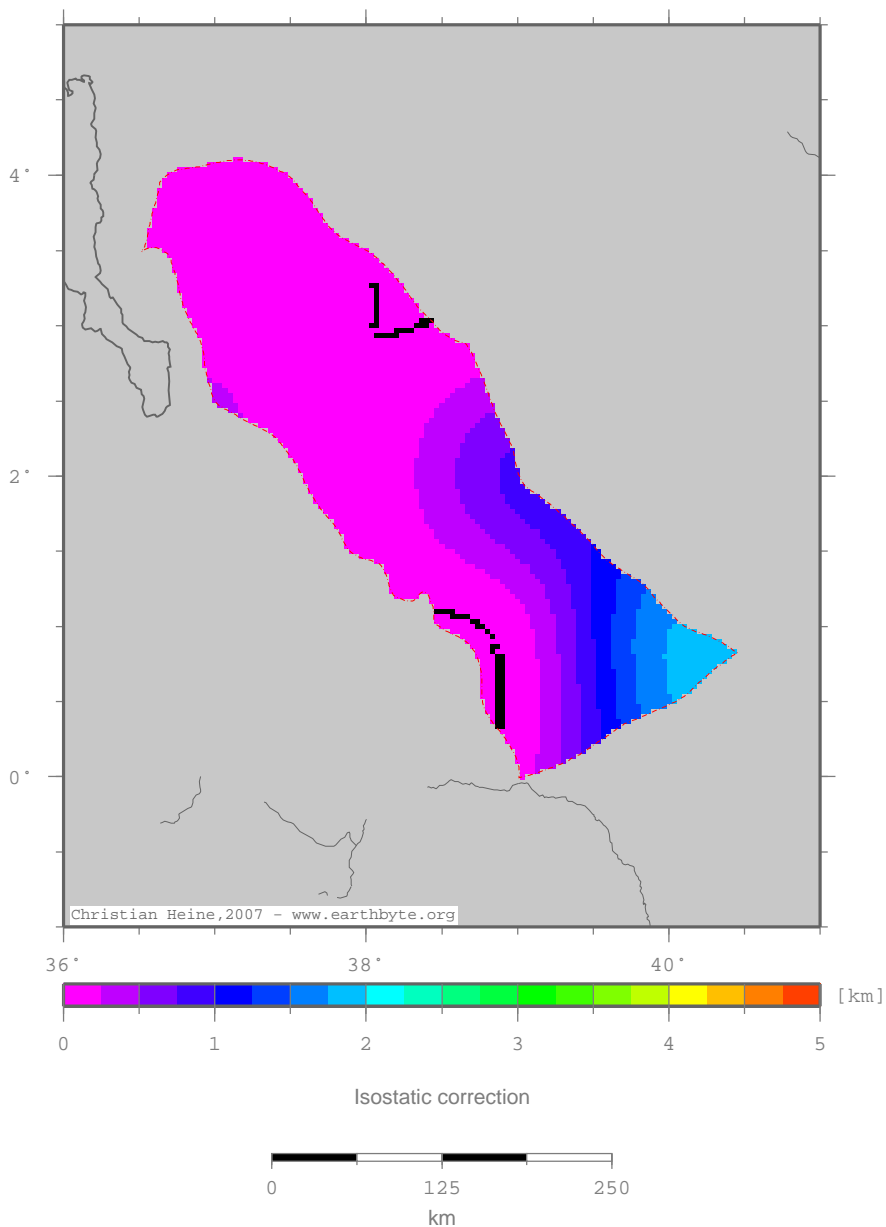 4°
2°
0°
Christian Heine,2007 - www.earthbyte.org
36° 38° 40°
[km]
0 1 2 3 4 5
Isostatic correction
0 125 250
km